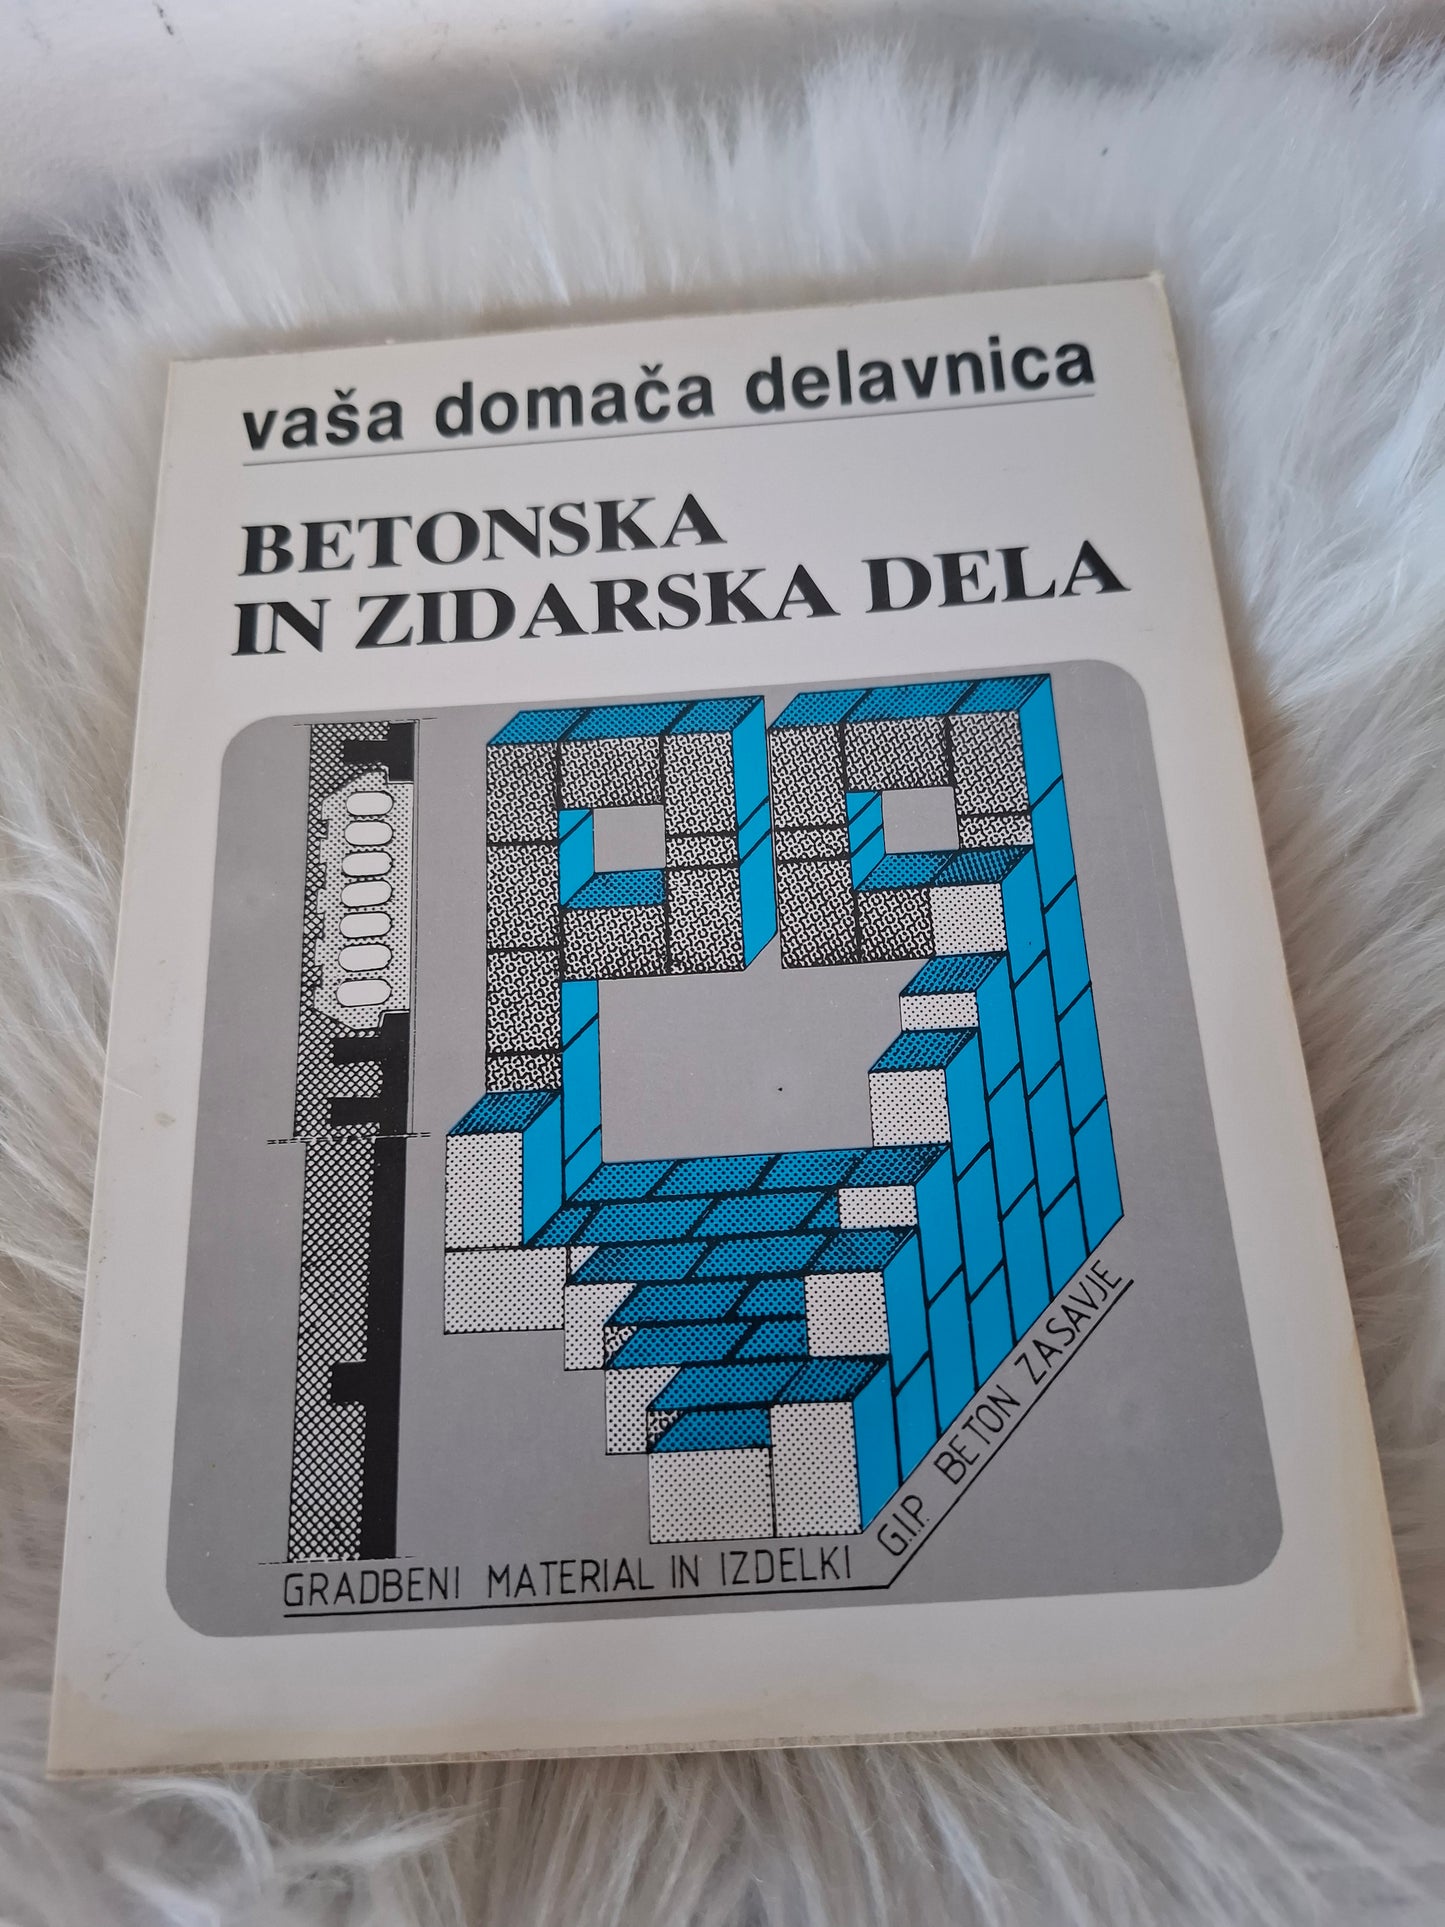 vaša domača delavnica
BETONSKA
IN ZIDARSKA DELA
GRADBENI MATERIAL IN IZDELKI
G.I.P. BETON ZASAVJE